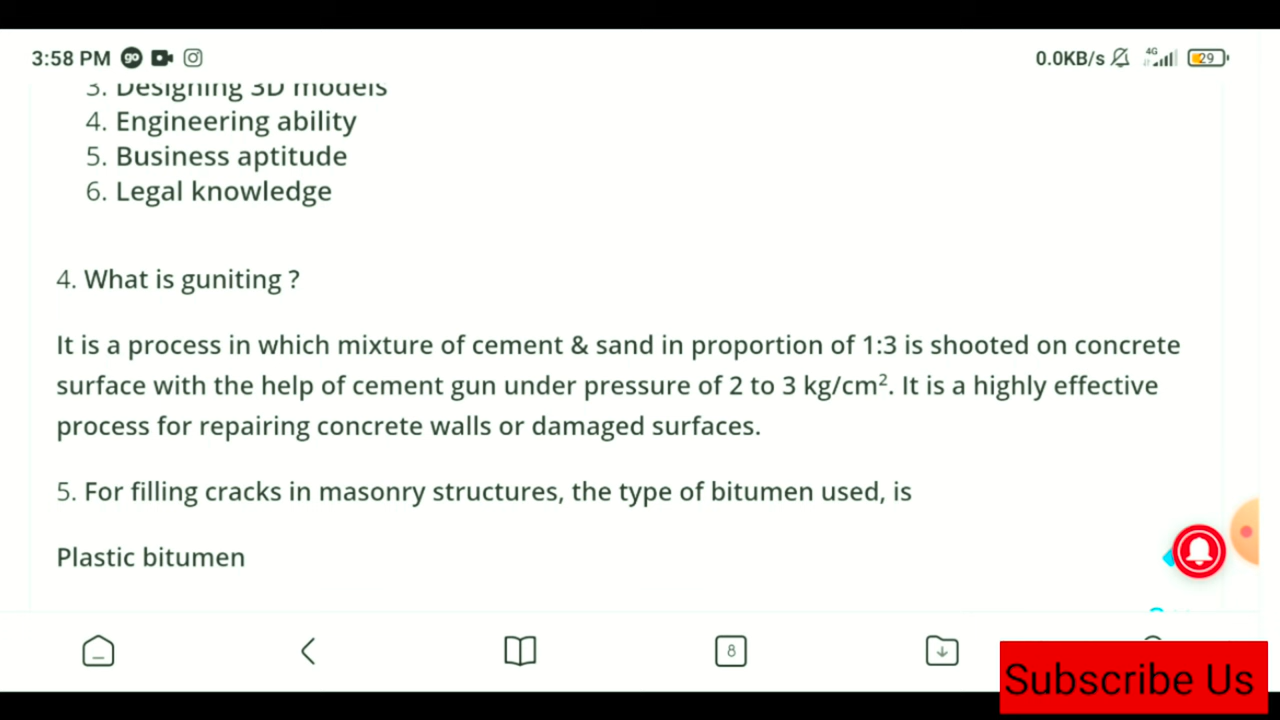 3:58 PM go 0.0KB/s 4G 29
3. Designing 3D models
4. Engineering ability
5. Business aptitude
6. Legal knowledge
4. What is guniting ?
It is a process in which mixture of cement & sand in proportion of 1:3 is shooted on concrete
surface with the help of cement gun under pressure of 2 to 3 kg/cm². It is a highly effective
process for repairing concrete walls or damaged surfaces.
5. For filling cracks in masonry structures, the type of bitumen used, is
Plastic bitumen
8
Subscribe Us